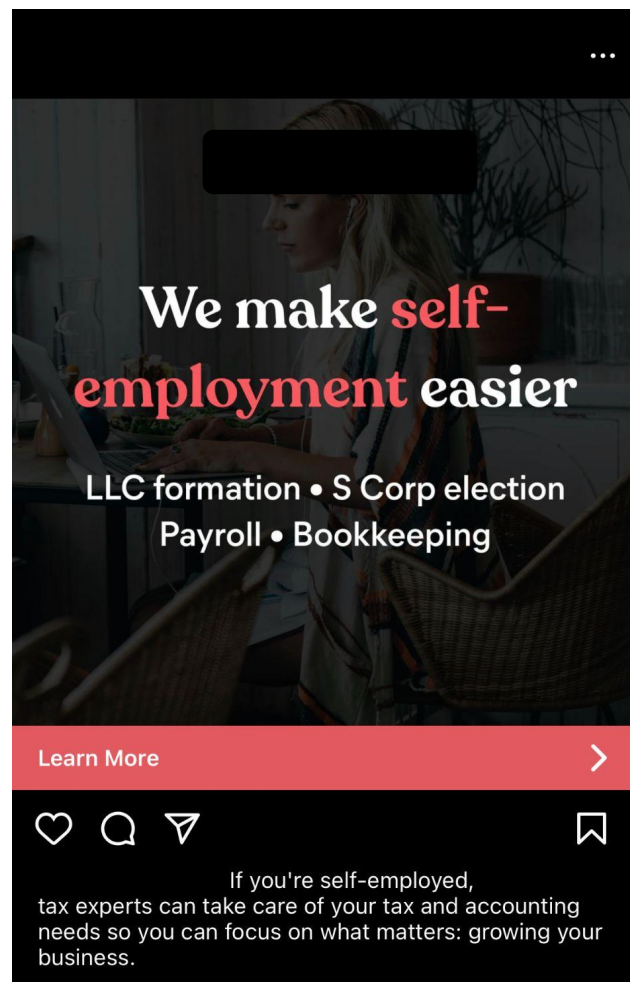 We make self-
employment easier
LLC formation • S Corp election
Payroll • Bookkeeping
Learn More
If you're self-employed,
tax experts can take care of your tax and accounting
needs so you can focus on what matters: growing your
business.